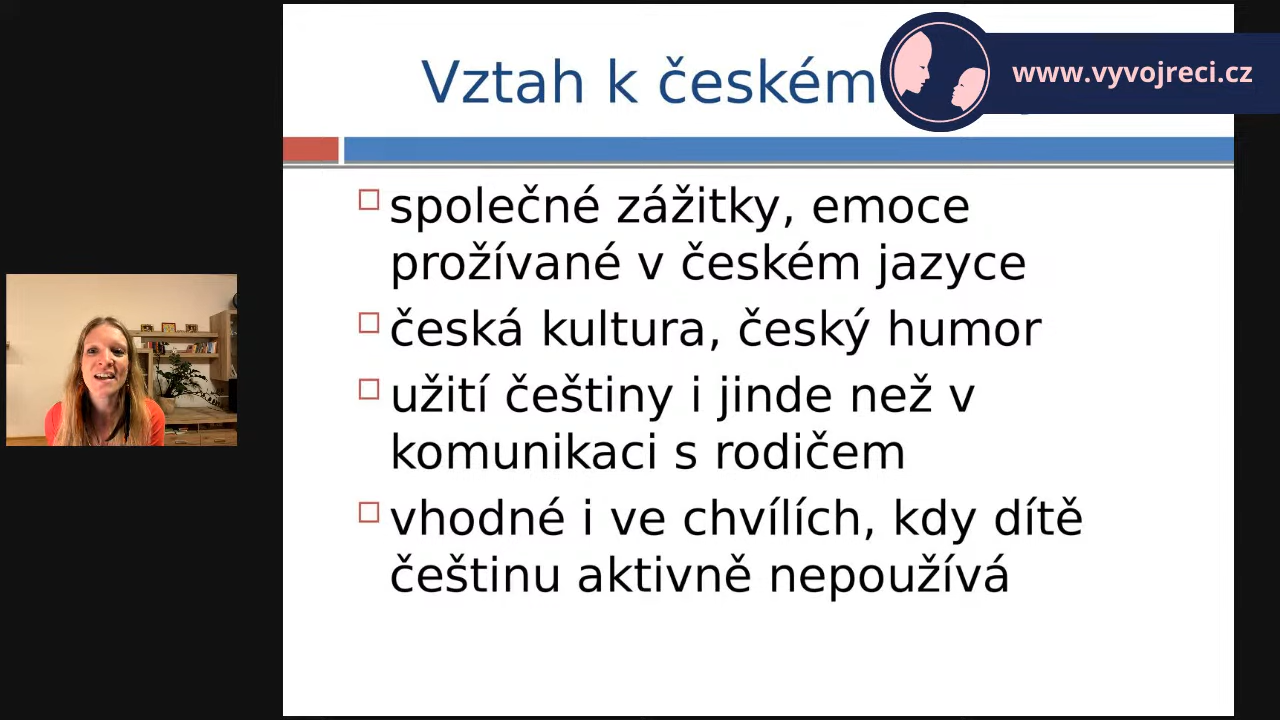 Vztah k českém
www.vyvojreci.cz
společné zážitky, emoce
prožívané v českém jazyce
česká kultura, český humor
užití češtiny i jinde než v
komunikaci s rodičem
vhodné i ve chvílích, kdy dítě
češtinu aktivně nepoužívá